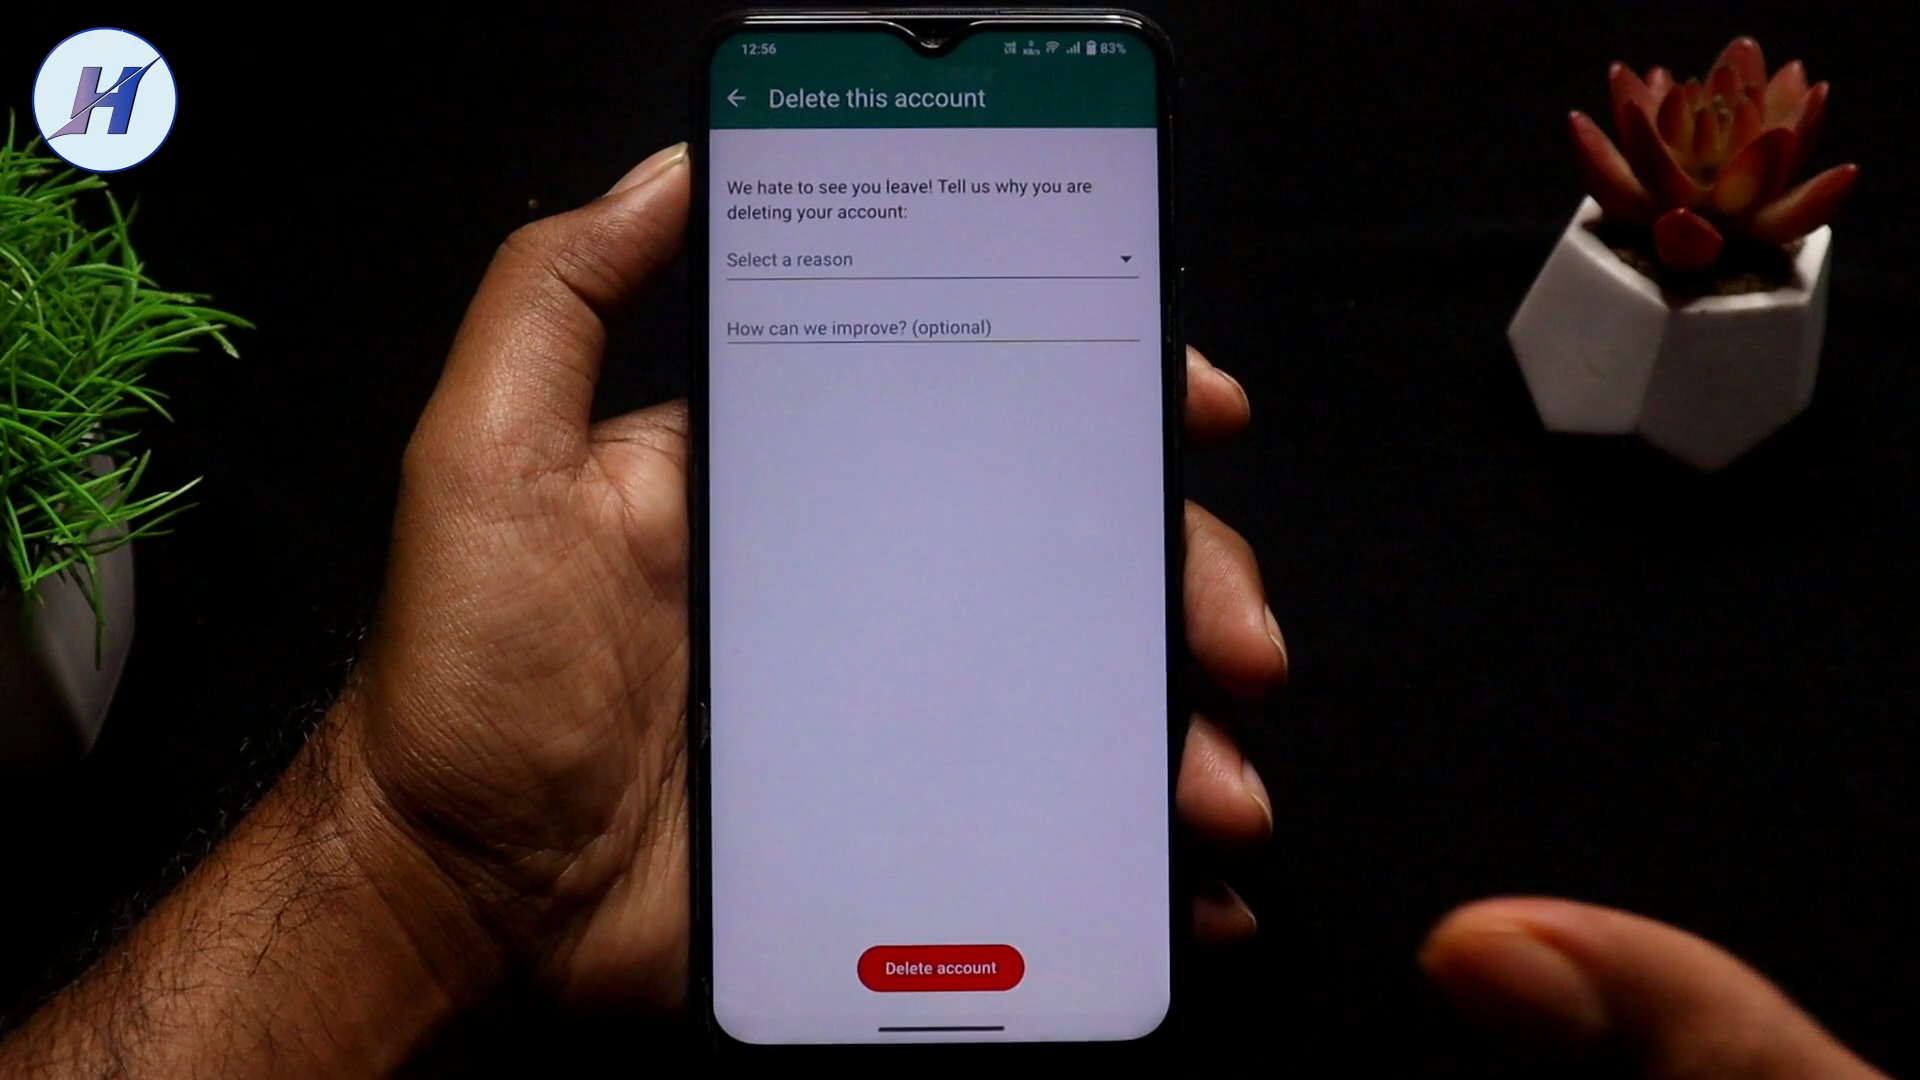 H
12:56
83%
Delete this account
We hate to see you leave! Tell us why you are
deleting your account:
Select a reason
How can we improve? (optional)
Delete account